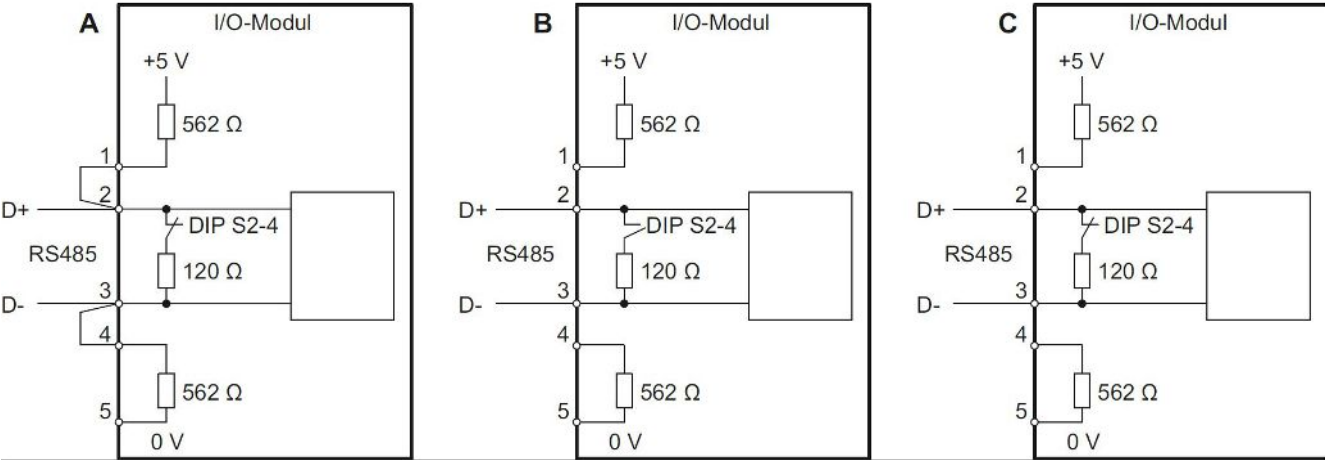 A I/O-Modul
+5 V
562 Ω
1
2
D+
DIP S2-4
RS485
120 Ω
3
D-
4
562 Ω
5
0 V
B I/O-Modul
+5 V
562 Ω
1
2
D+
DIP S2-4
RS485
120 Ω
3
D-
4
562 Ω
5
0 V
C I/O-Modul
+5 V
562 Ω
1
2
D+
DIP S2-4
RS485
120 Ω
3
D-
4
562 Ω
5
0 V